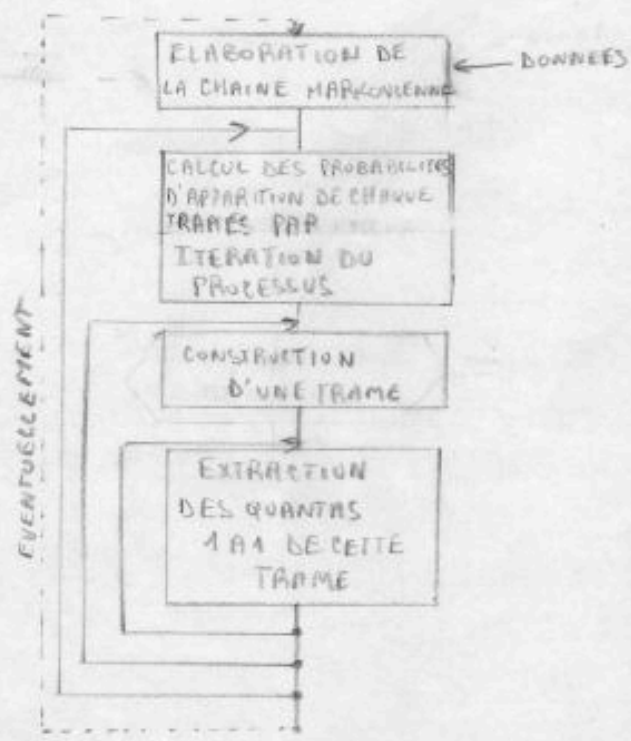 ELABORATION DE
LA CHAINE MARKOVIENNE
DONNEES
CALCUL DES PROBABILITES
D'APPARITION DE CHAQUE
TRAMES PAR
ITERATION DU
PROCESSUS
CONSTRUCTION
D'UNE TRAME
EXTRACTION
DES QUANTAS
1 A 1 DE CETTE
TRAME
EVENTUELLEMENT